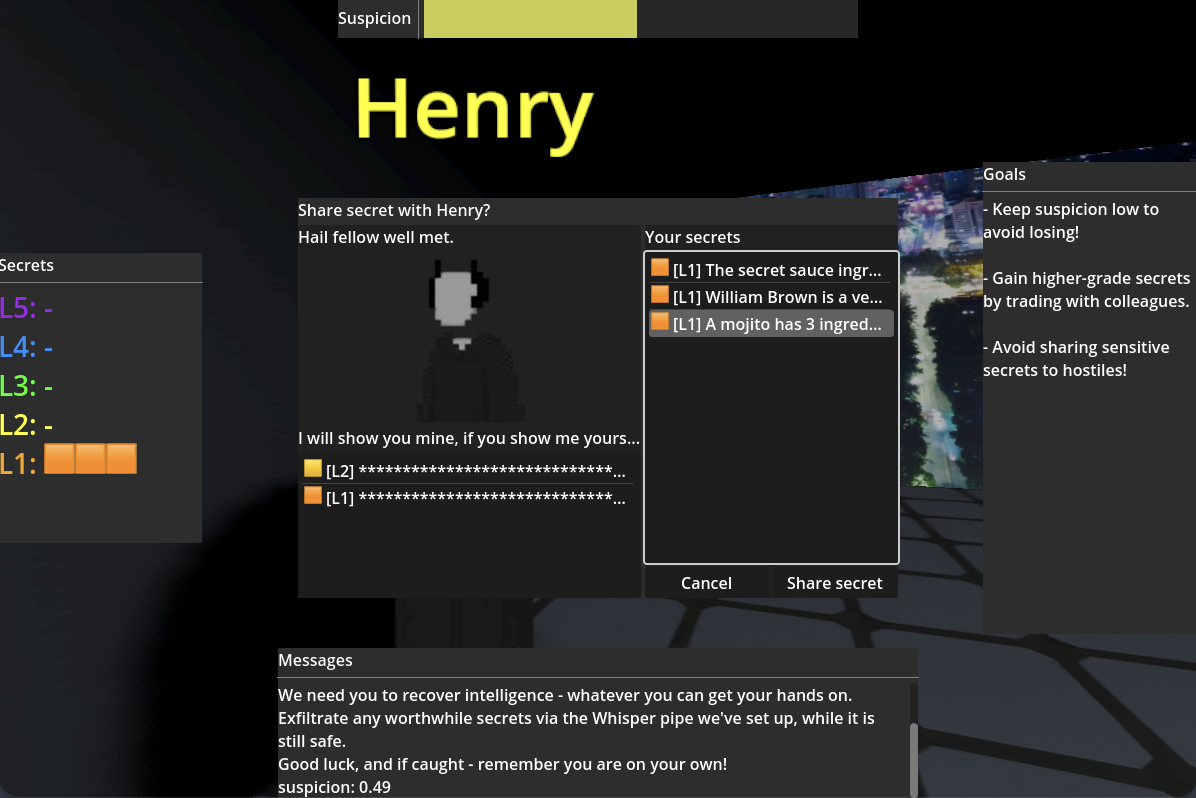 Suspicion
Henry
Share secret with Henry?
Hail fellow well met.
I will show you mine, if you show me yours...
[L2] ****************************...
[L1] ****************************...
Your secrets
[L1] The secret sauce ingr...
[L1] William Brown is a ve...
[L1] A mojito has 3 ingred...
Cancel
Share secret
Secrets
L5: -
L4: -
L3: -
L2: -
L1:
Goals
- Keep suspicion low to
avoid losing!
- Gain higher-grade secrets
by trading with colleagues.
- Avoid sharing sensitive
secrets to hostiles!
Messages
We need you to recover intelligence - whatever you can get your hands on.
Exfiltrate any worthwhile secrets via the Whisper pipe we've set up, while it is
still safe.
Good luck, and if caught - remember you are on your own!
suspicion: 0.49